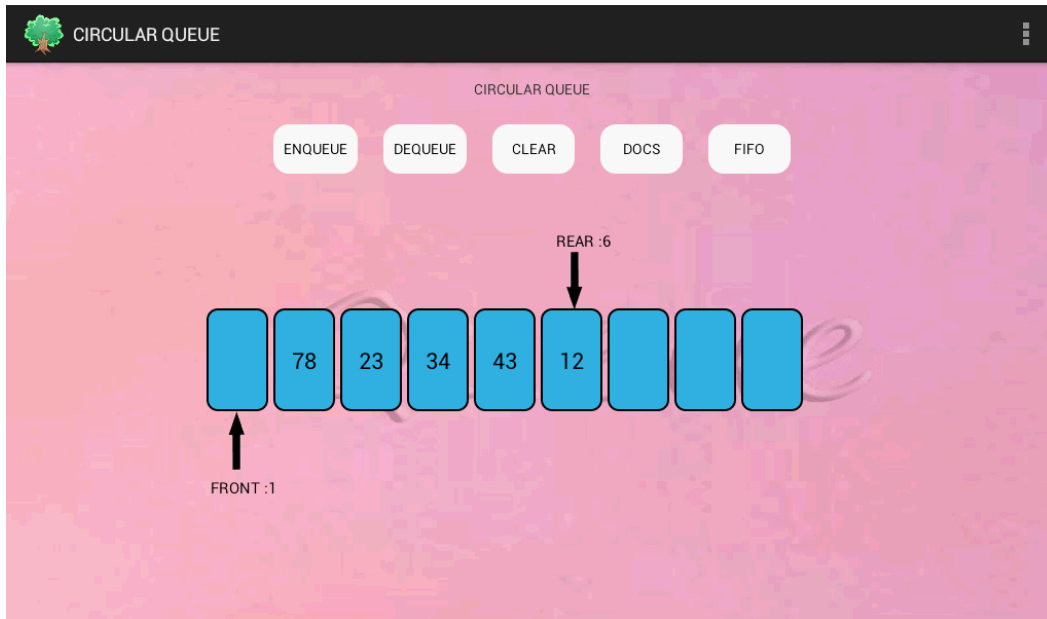 CIRCULAR QUEUE
CIRCULAR QUEUE
ENQUEUE DEQUEUE CLEAR DOCS FIFO
REAR :6
78 23 34 43 12
FRONT :1